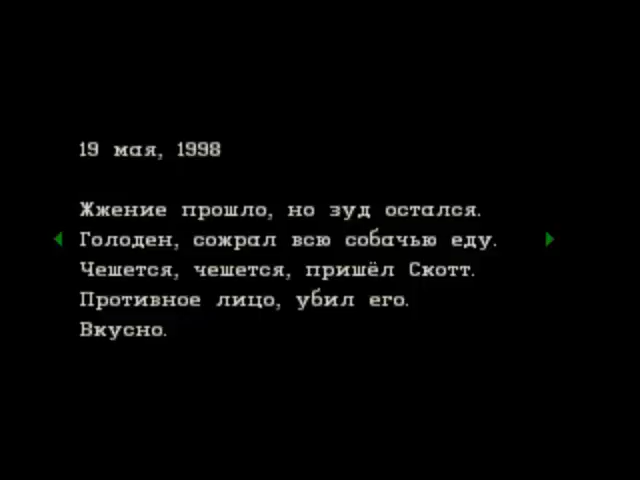 19 мая, 1998
Жжение прошло, но зуд остался.
Голоден, сожрал всю собачью еду.
Чешется, чешется, пришёл Скотт.
Противное лицо, убил его.
Вкусно.